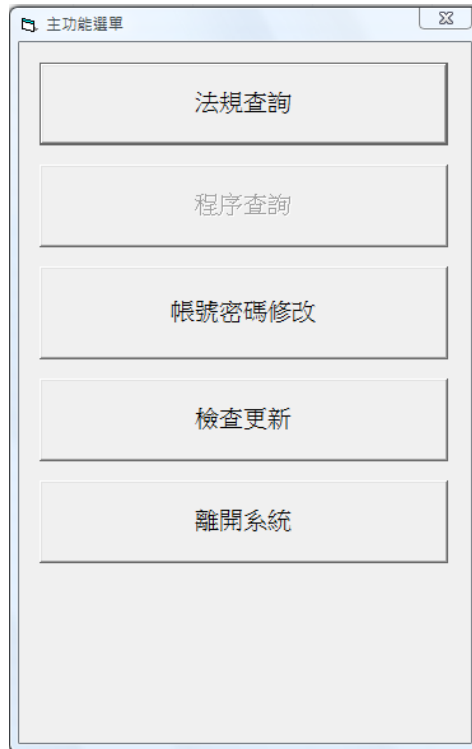 主功能選單
法規查詢
程序查詢
帳號密碼修改
檢查更新
離開系統